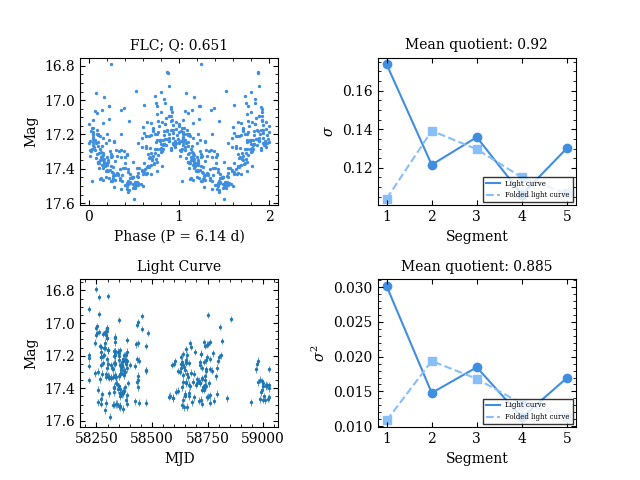 FLC; Q: 0.651
Mag
16.8
17.0
17.2
17.4
17.6
0 1 2
Phase (P = 6.14 d)
Mean quotient: 0.92
σ
0.16
0.14
0.12
Light curve
Folded light curve
1 2 3 4 5
Segment
Light Curve
Mag
16.8
17.0
17.2
17.4
17.6
58250 58500 58750 59000
MJD
Mean quotient: 0.885
σ²
0.030
0.025
0.020
0.015
0.010
Light curve
Folded light curve
1 2 3 4 5
Segment